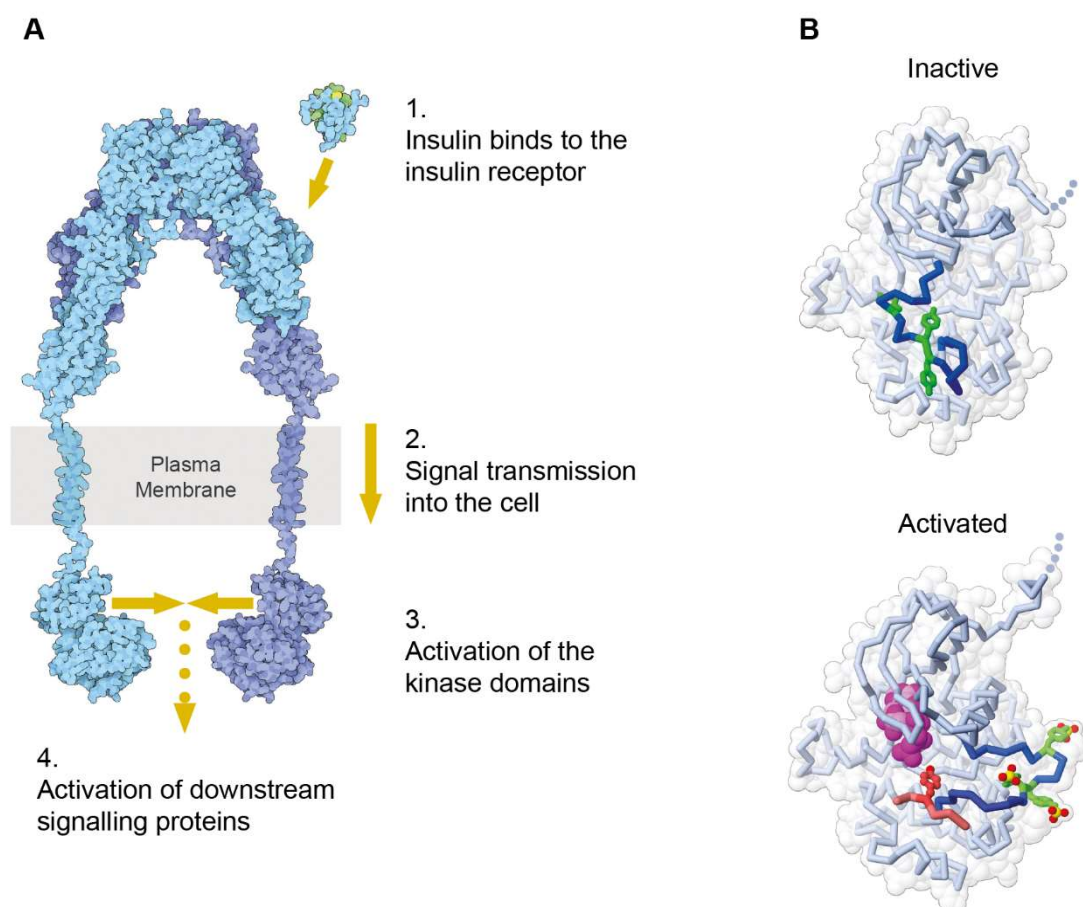 A
1.
Insulin binds to the
insulin receptor
Plasma
Membrane
2.
Signal transmission
into the cell
3.
Activation of the
kinase domains
4.
Activation of downstream
signalling proteins
B
Inactive
Activated